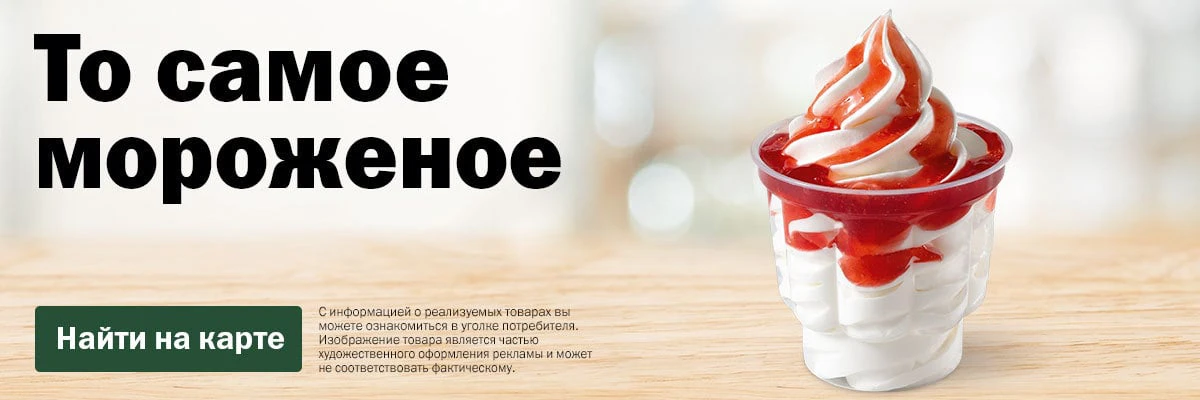 То самое
мороженое
Найти на карте
С информацией о реализуемых товарах вы
можете ознакомиться в уголке потребителя.
Изображение товара является частью
художественного оформления рекламы и может
не соответствовать фактическому.